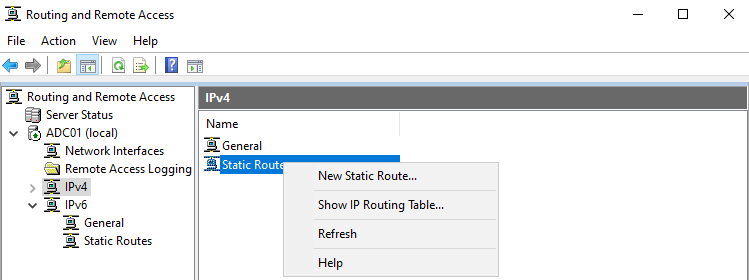 Routing and Remote Access
File Action View Help
Routing and Remote Access
Server Status
ADC01 (local)
Network Interfaces
Remote Access Logging
IPv4
IPv6
General
Static Routes
IPv4
Name
General
Static Route
New Static Route...
Show IP Routing Table...
Refresh
Help